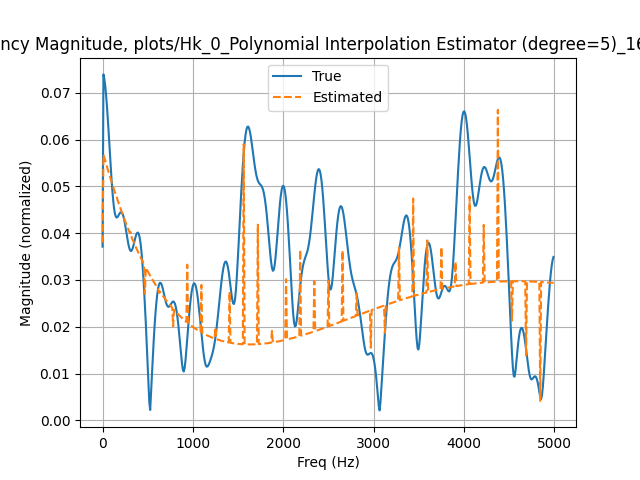 ncy Magnitude, plots/Hk_0_Polynomial Interpolation Estimator (degree=5)_16
True
Estimated
Magnitude (normalized)
0.07
0.06
0.05
0.04
0.03
0.02
0.01
0.00
0
1000
2000
3000
4000
5000
Freq (Hz)